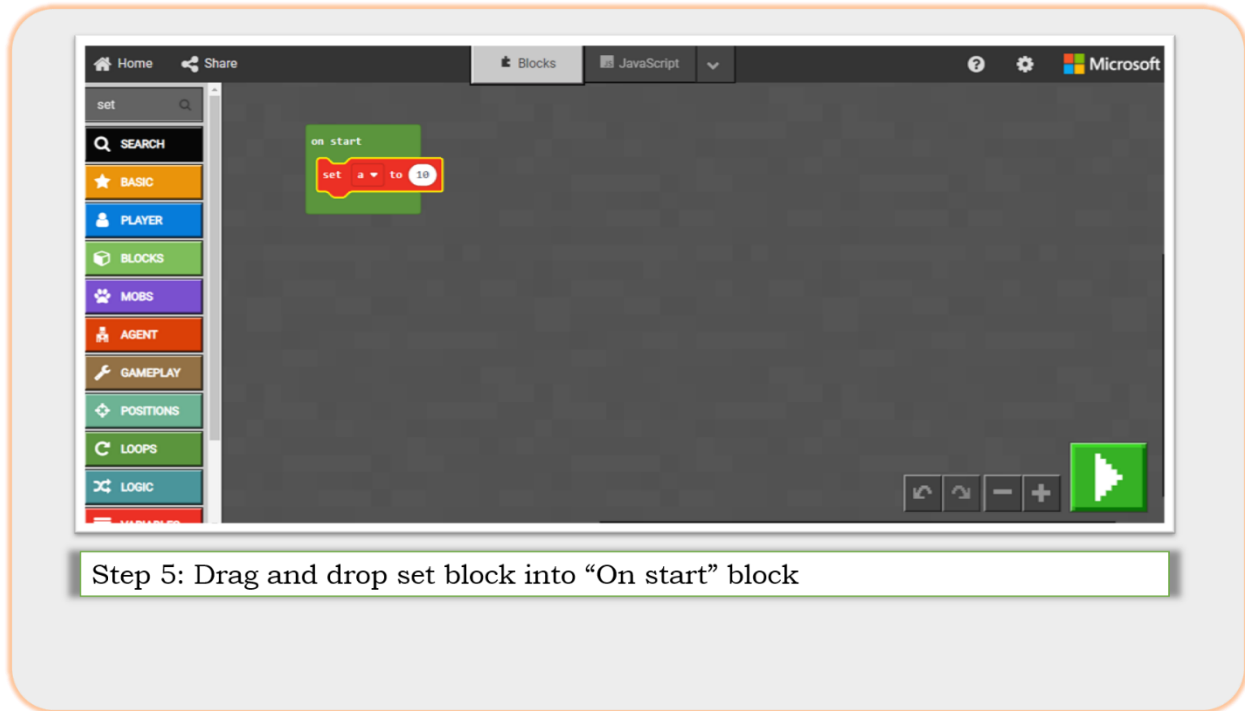 Home Share Blocks JavaScript Microsoft
set
SEARCH
BASIC
PLAYER
BLOCKS
MOBS
AGENT
GAMEPLAY
POSITIONS
LOOPS
LOGIC
VARIABLES
on start
set a to 10
Step 5: Drag and drop set block into “On start” block